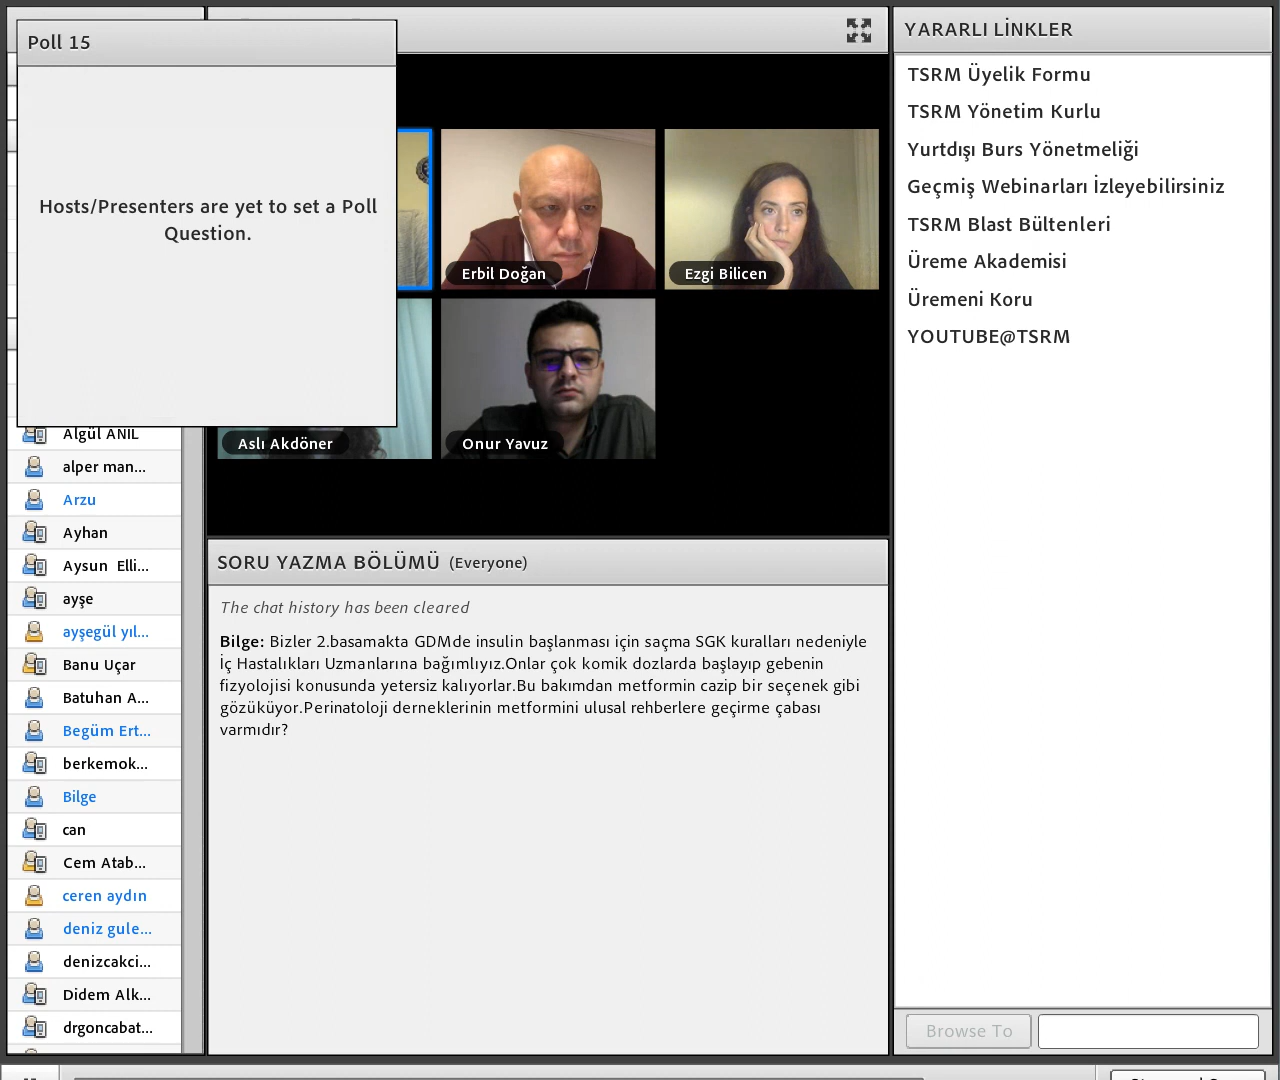 Poll 15
Hosts/Presenters are yet to set a Poll
Question.
Algül ANIL
alper man...
Arzu
Ayhan
Aysun  Elli...
ayşe
ayşegül yıl...
Banu Uçar
Batuhan A...
Begüm Ert...
berkemok...
Bilge
can
Cem Atab...
ceren aydın
deniz gule...
denizcakci...
Didem Alk...
drgoncabat...
Erbil Doğan
Ezgi Bilicen
Aslı Akdöner
Onur Yavuz
SORU YAZMA BÖLÜMÜ (Everyone)
The chat history has been cleared
Bilge: Bizler 2.basamakta GDMde insulin başlanması için saçma SGK kuralları nedeniyle
İç Hastalıkları Uzmanlarına bağımlıyız.Onlar çok komik dozlarda başlayıp gebenin
fizyolojisi konusunda yetersiz kalıyorlar.Bu bakımdan metformin cazip bir seçenek gibi
gözüküyor.Perinatoloji derneklerinin metformini ulusal rehberlere geçirme çabası
varmıdır?
YARARLI LİNKLER
TSRM Üyelik Formu
TSRM Yönetim Kurlu
Yurtdışı Burs Yönetmeliği
Geçmiş Webinarları İzleyebilirsiniz
TSRM Blast Bültenleri
Üreme Akademisi
Üremeni Koru
YOUTUBE@TSRM
Browse To